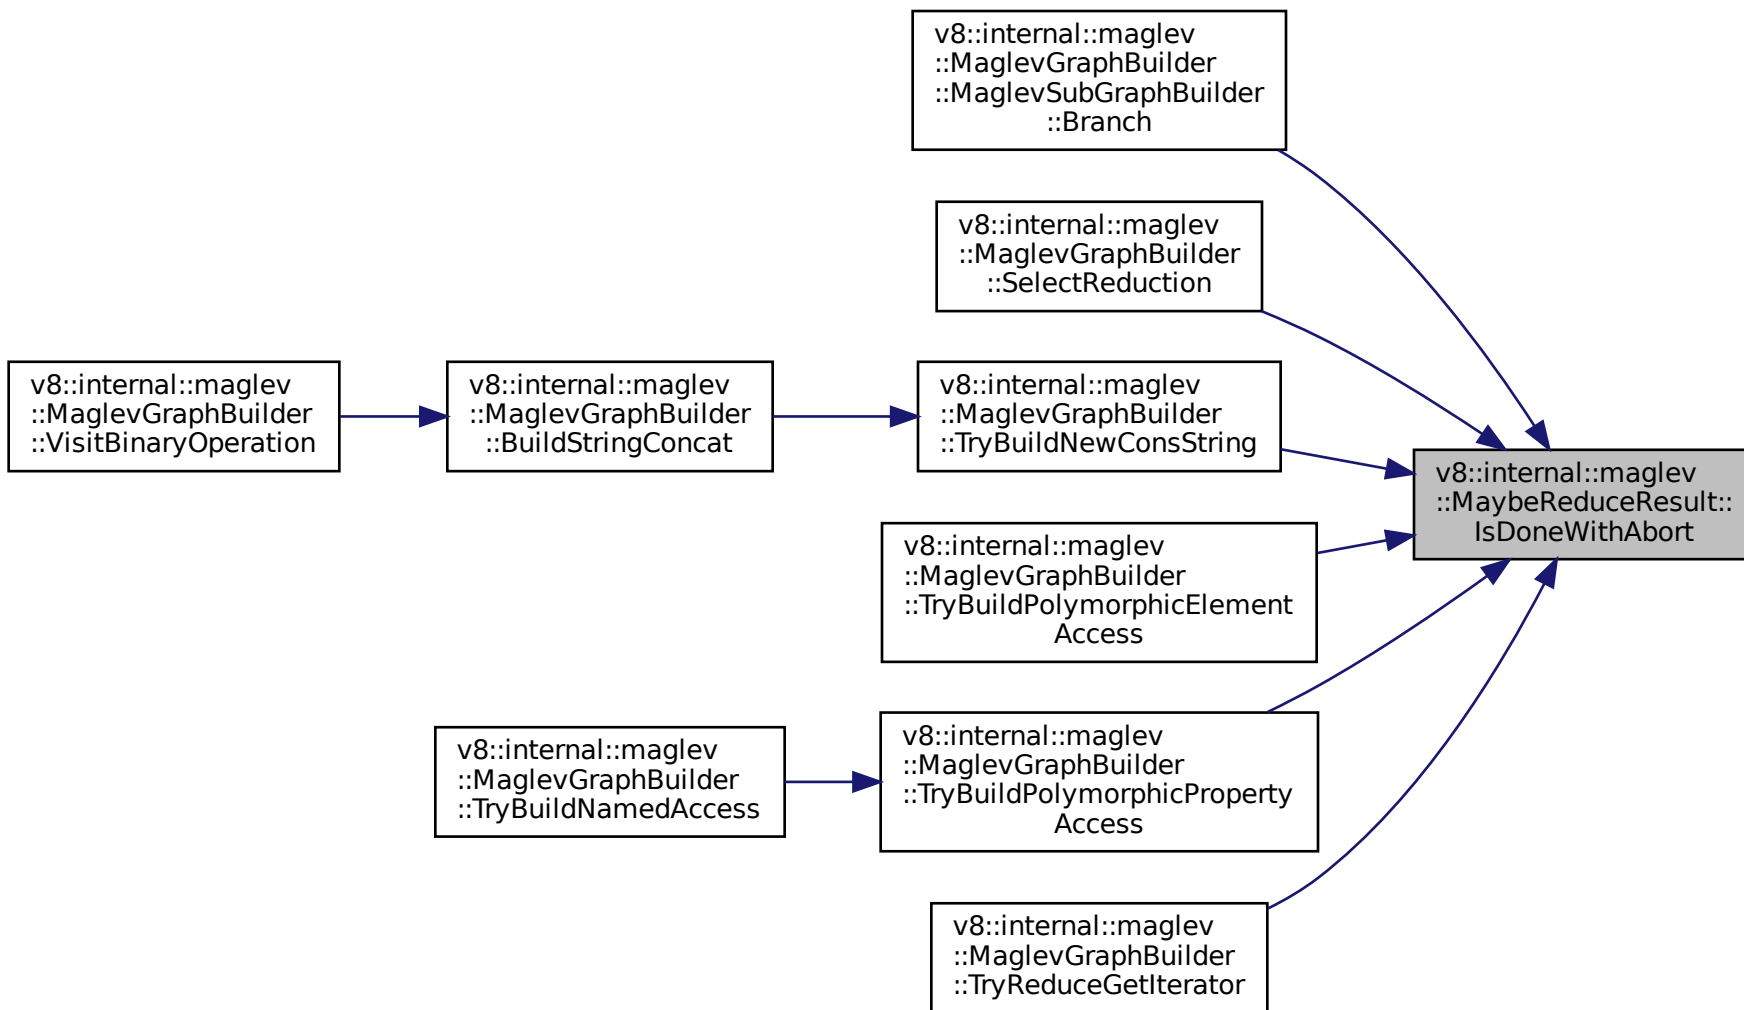 v8::internal::maglev
::MaglevGraphBuilder
::MaglevSubGraphBuilder
::Branch
v8::internal::maglev
::MaglevGraphBuilder
::SelectReduction
v8::internal::maglev
::MaglevGraphBuilder
::VisitBinaryOperation
v8::internal::maglev
::MaglevGraphBuilder
::BuildStringConcat
v8::internal::maglev
::MaglevGraphBuilder
::TryBuildNewConsString
v8::internal::maglev
::MaybeReduceResult::
IsDoneWithAbort
v8::internal::maglev
::MaglevGraphBuilder
::TryBuildPolymorphicElement
Access
v8::internal::maglev
::MaglevGraphBuilder
::TryBuildNamedAccess
v8::internal::maglev
::MaglevGraphBuilder
::TryBuildPolymorphicProperty
Access
v8::internal::maglev
::MaglevGraphBuilder
::TryReduceGetIterator